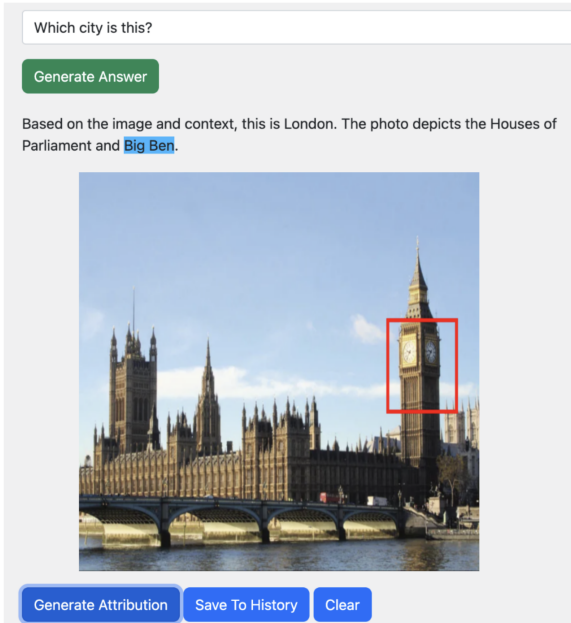 Which city is this?
Generate Answer
Based on the image and context, this is London. The photo depicts the Houses of
Parliament and Big Ben.
Generate Attribution Save To History Clear